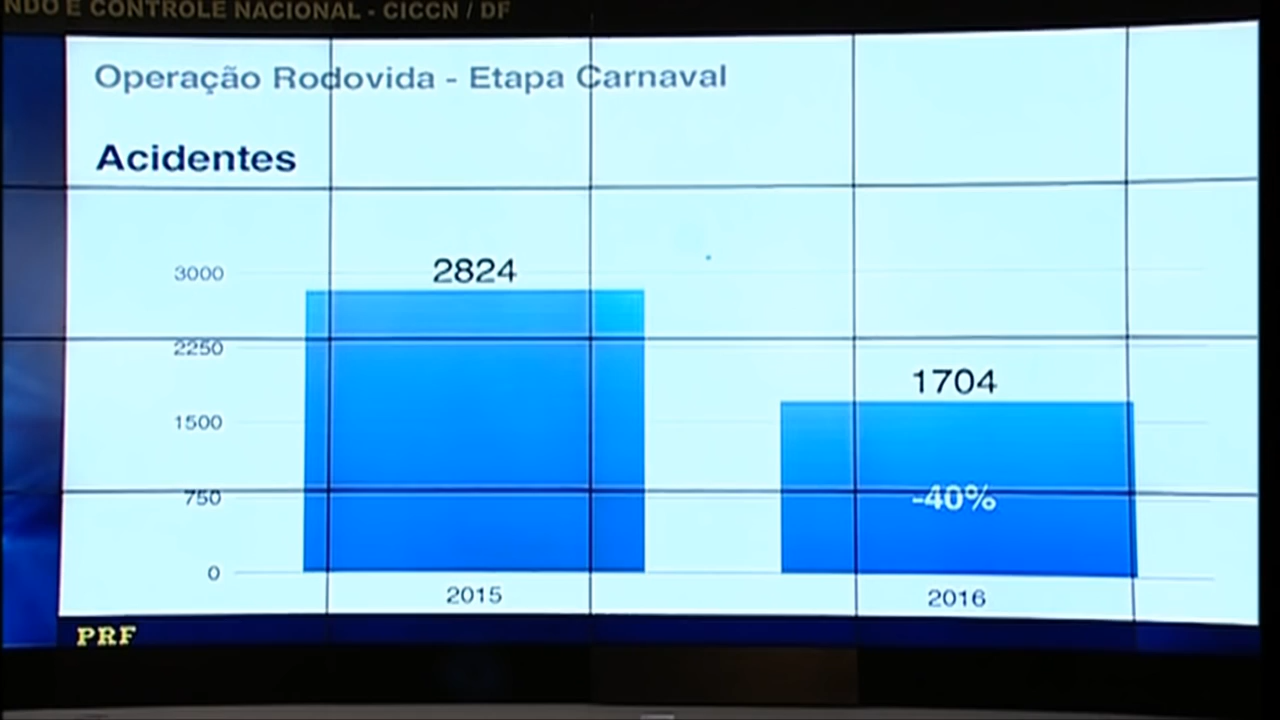 NDO E CONTROLE NACIONAL - CICCN / DF
Operação Rodovida - Etapa Carnaval
Acidentes
3000
2824
2250
1704
1500
750
-40%
0
2015
2016
PRF